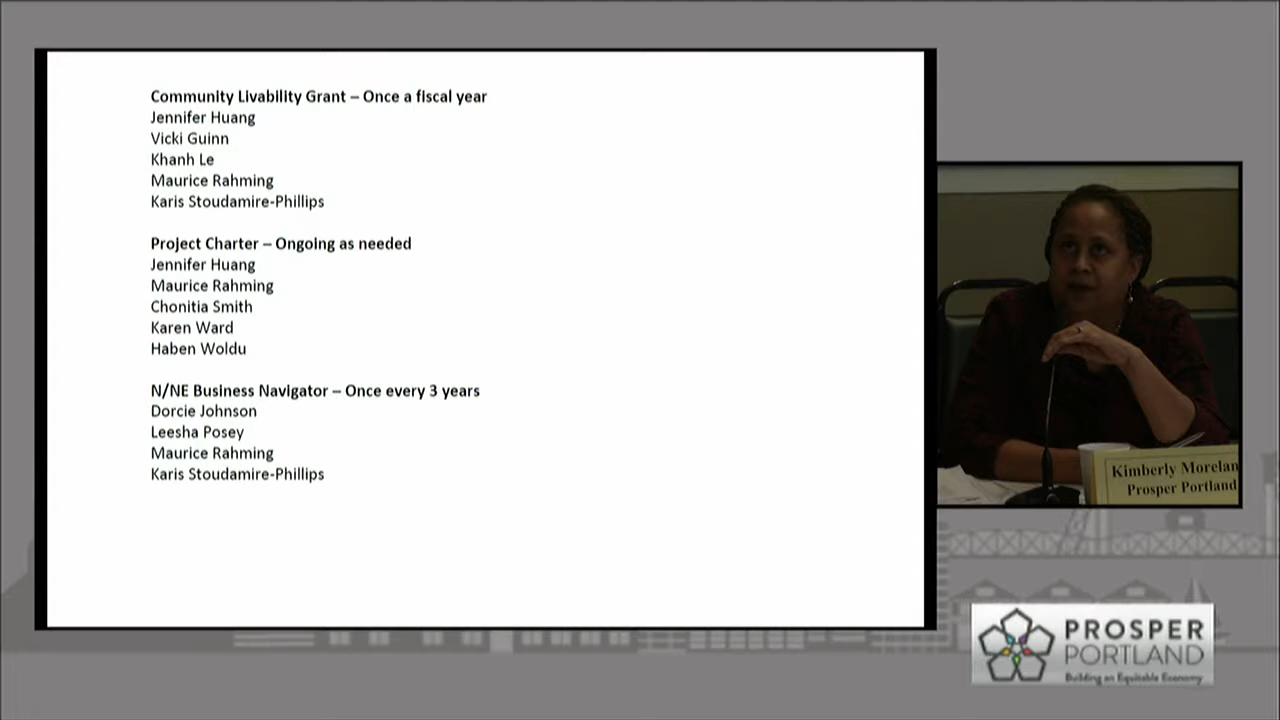 Community Livability Grant – Once a fiscal year
Jennifer Huang
Vicki Guinn
Khanh Le
Maurice Rahming
Karis Stoudamire-Phillips
Project Charter – Ongoing as needed
Jennifer Huang
Maurice Rahming
Chonitia Smith
Karen Ward
Haben Woldu
N/NE Business Navigator – Once every 3 years
Dorcie Johnson
Leesha Posey
Maurice Rahming
Karis Stoudamire-Phillips
Kimberly Morelan
Prosper Portland
PROSPER
PORTLAND
Building an Equitable Economy